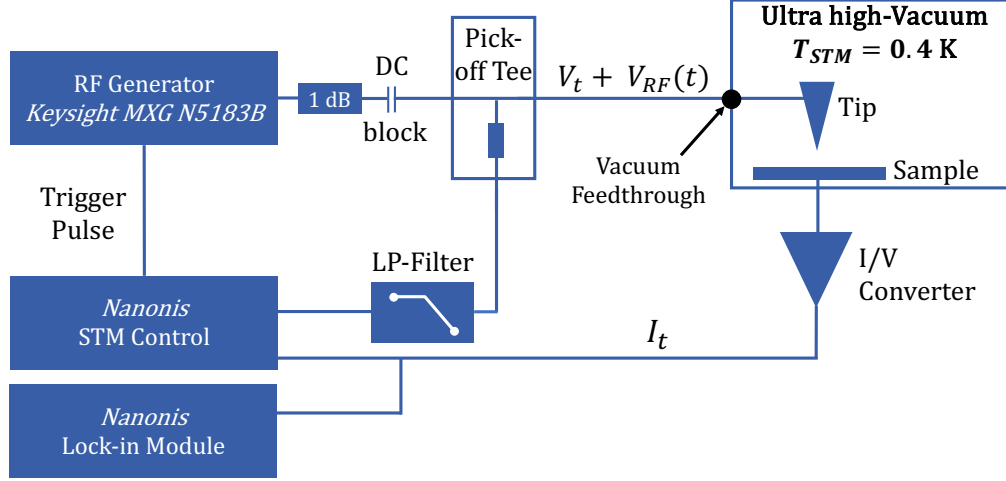 RF Generator
Keysight MXG N5183B
1 dB
DC
block
Pick-
off Tee
V_t + V_RF(t)
Ultra high-Vacuum
T_STM = 0.4 K
Tip
Sample
Vacuum
Feedthrough
Trigger
Pulse
LP-Filter
I/V
Converter
Nanonis
STM Control
I_t
Nanonis
Lock-in Module